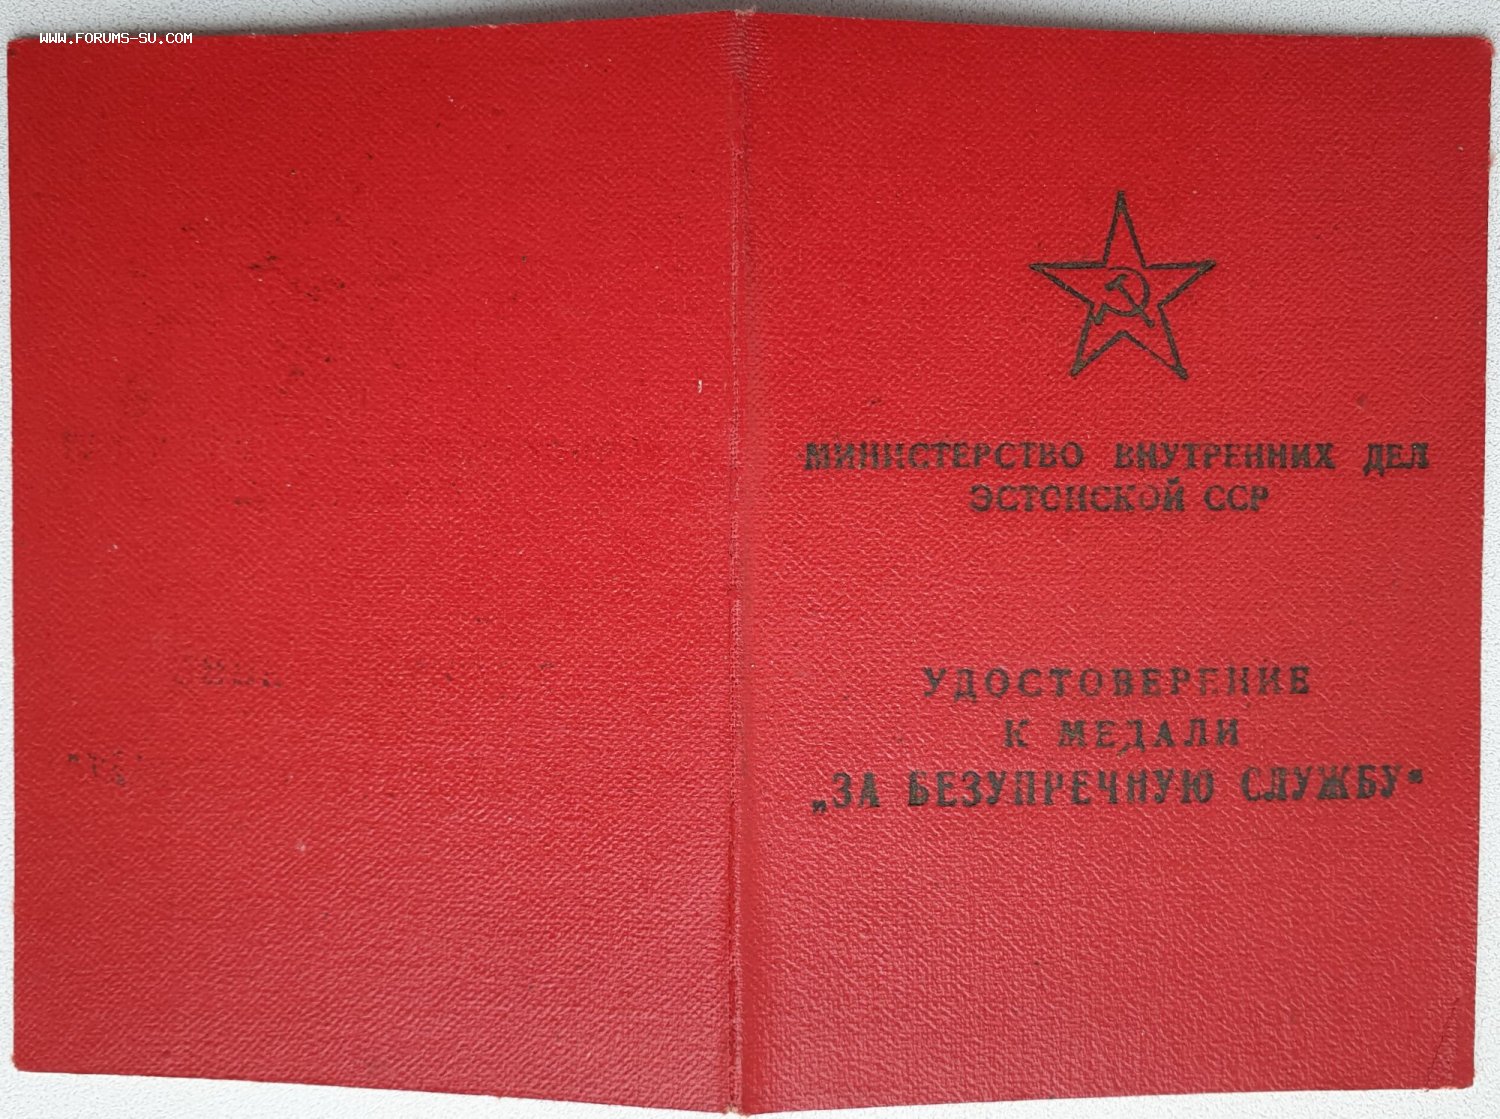 WWW.FORUMS-SU.COM
МИНИСТЕРСТВО ВНУТРЕННИХ ДЕЛ
ЭСТОНСКОЙ ССР
УДОСТОВЕРЕНИЕ
К МЕДАЛИ
„ЗА БЕЗУПРЕЧНУЮ СЛУЖБУ“